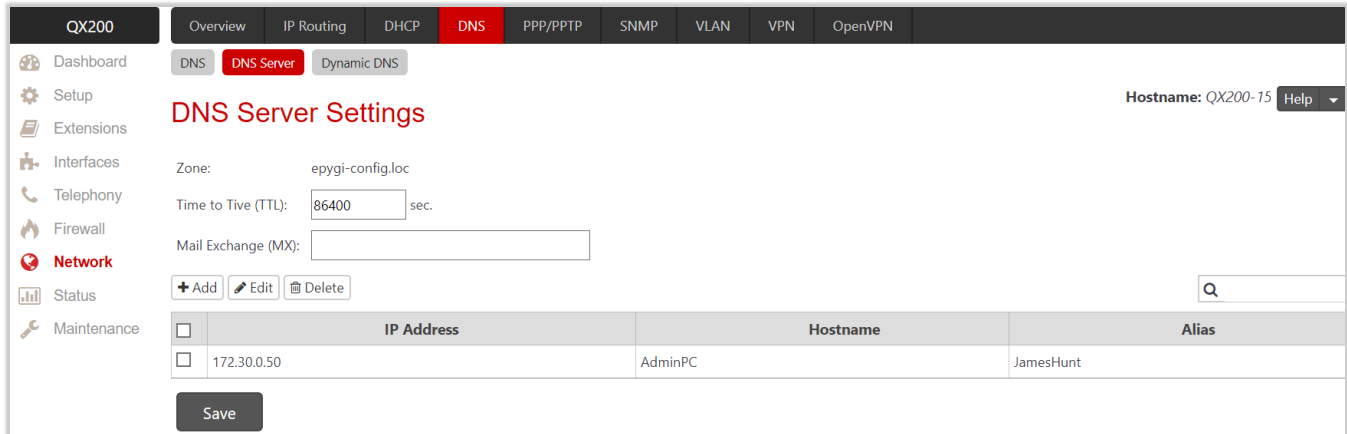 QX200 Overview IP Routing DHCP DNS PPP/PPTP SNMP VLAN VPN OpenVPN
Dashboard
Setup
Extensions
Interfaces
Telephony
Firewall
Network
Status
Maintenance
DNS DNS Server Dynamic DNS
Hostname: QX200-15 Help
DNS Server Settings
Zone: epygi-config.loc
Time to Tive (TTL): 86400 sec.
Mail Exchange (MX):
Add Edit Delete
IP Address Hostname Alias
172.30.0.50 AdminPC JamesHunt
Save